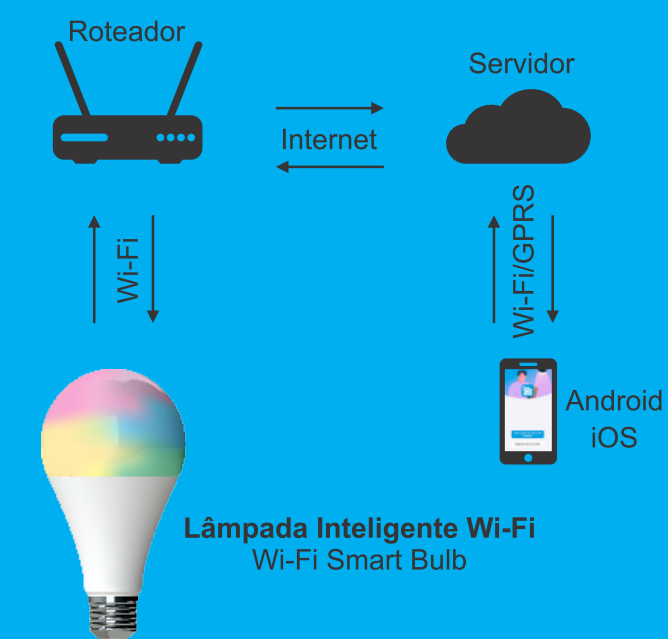 Roteador
Servidor
Internet
Wi-Fi
Wi-Fi/GPRS
Android
iOS
Lâmpada Inteligente Wi-Fi
Wi-Fi Smart Bulb